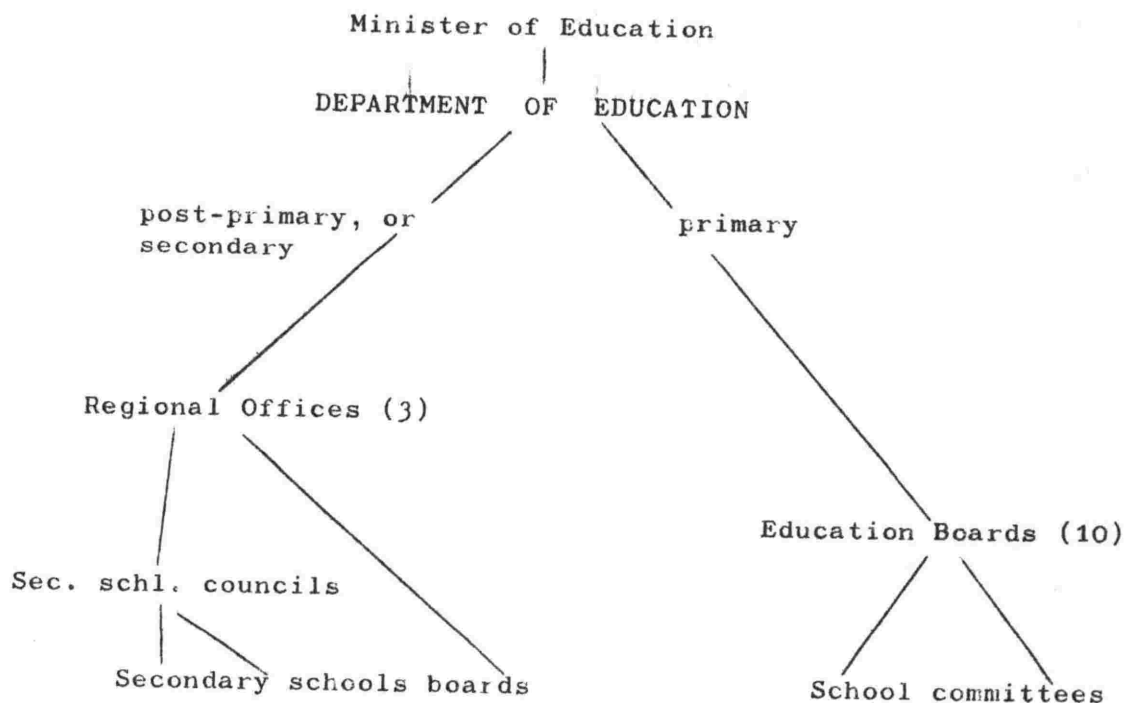 Minister of Education
DEPARTMENT OF EDUCATION
post-primary, or
secondary
primary
Regional Offices (3)
Education Boards (10)
Sec. schl. councils
Secondary schools boards
School committees